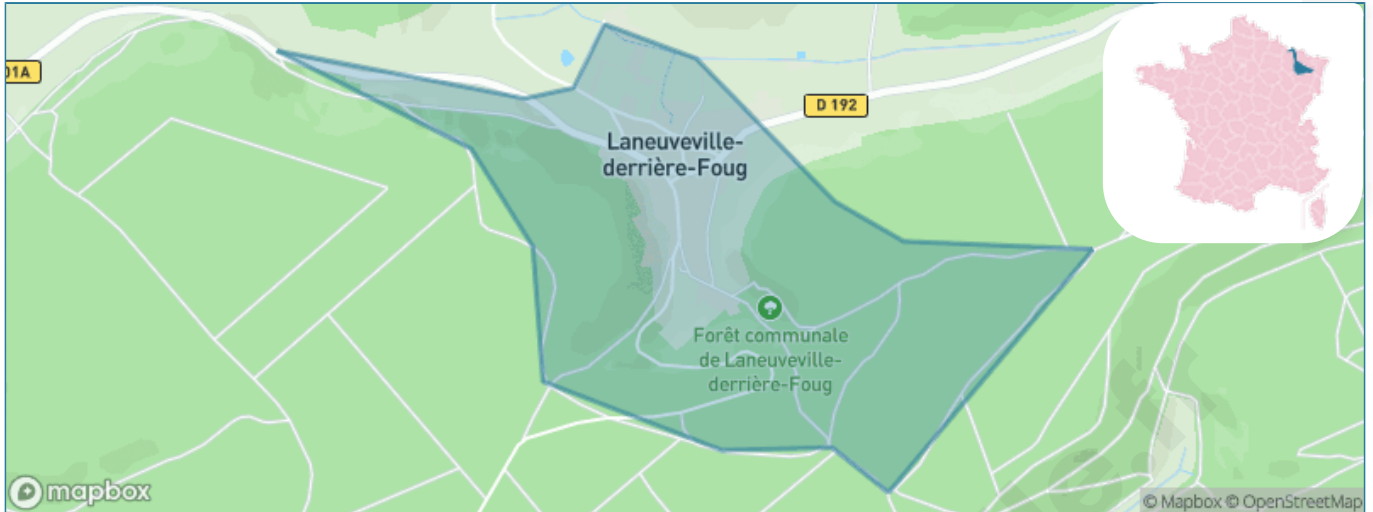 01A
D 192
Laneuveville-
derrière-Foug
Forêt communale
de Laneuveville-
derrière-Foug
mapbox
© Mapbox © OpenStreetMap